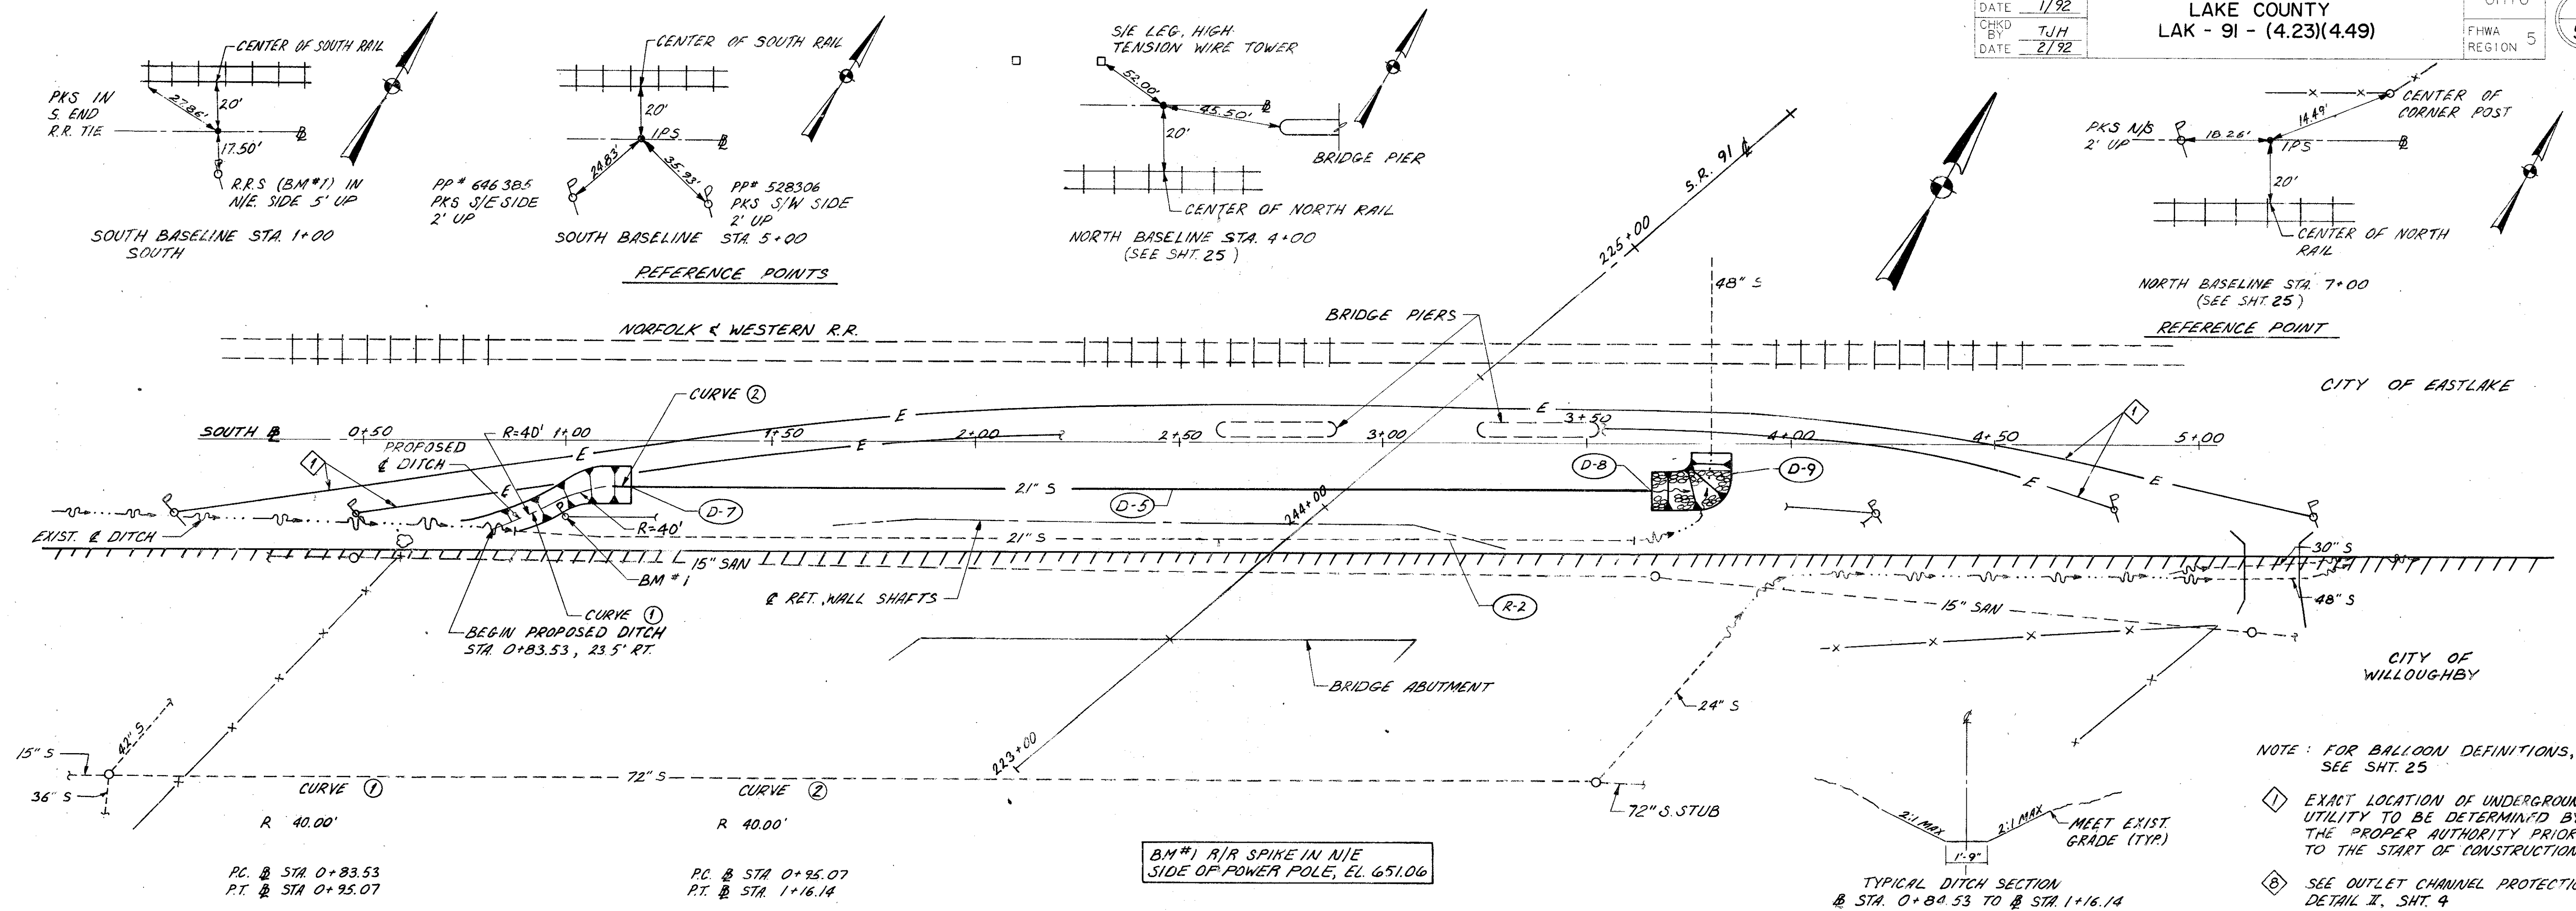 DATE 1/92
CHKD BY TJH
DATE 2/92
LAKE COUNTY
LAK - 91 - (4.23)(4.49)
FHWA
REGION 5
CENTER OF SOUTH RAIL
PKS IN
S. END
R.R. TIE
27.86'
20'
17.50'
R.R.S (BM#1) IN
N/E SIDE 5' UP
SOUTH BASELINE STA. 1+00
SOUTH
CENTER OF SOUTH RAIL
20'
IPS
24.83'
35.93'
PP# 646385
PKS S/E SIDE
2' UP
PP# 528306
PKS S/W SIDE
2' UP
SOUTH BASELINE STA. 5+00
REFERENCE POINTS
S/E LEG, HIGH
TENSION WIRE TOWER
52.00'
45.50'
20'
BRIDGE PIER
CENTER OF NORTH RAIL
NORTH BASELINE STA. 4+00
(SEE SHT. 25)
CENTER OF
CORNER POST
14.49'
PKS N/S
2' UP
18.26'
IPS
20'
CENTER OF NORTH
RAIL
NORTH BASELINE STA. 7+00
(SEE SHT. 25)
REFERENCE POINT
S.R. 91 ℄
225+00
48" S
NORFOLK & WESTERN R.R.
BRIDGE PIERS
CITY OF EASTLAKE
CURVE ②
1
E
E
SOUTH
0+50
R=40'
1+00
1+50
2+00
2+50
3+00
3+50
4+00
4+50
5+00
PROPOSED
℄ DITCH
1
E
E
E
D-8
D-9
E
E
E
21" S
D-5
D-7
R=40'
244+00
EXIST. ℄ DITCH
21" S
15" SAN
BM #1
℄ RET. WALL SHAFTS
R-2
30" S
48" S
15" SAN
CURVE ①
BEGIN PROPOSED DITCH
STA. 0+83.53, 23.5' RT.
BRIDGE ABUTMENT
CITY OF
WILLOUGHBY
24" S
42" S
15" S
36" S
72" S
223+00
72" S. STUB
CURVE ①
R 40.00'
P.C. STA 0+83.53
P.T. STA 0+95.07
CURVE ②
R 40.00'
P.C. STA 0+95.07
P.T. STA 1+16.14
BM#1 R/R SPIKE IN N/E
SIDE OF POWER POLE, EL. 651.06
℄
2:1 MAX
2:1 MAX
MEET EXIST.
GRADE (TYP.)
1'-9"
TYPICAL DITCH SECTION
STA. 0+84.53 TO STA. 1+16.14
NOTE: FOR BALLOON DEFINITIONS,
SEE SHT. 25
1 EXACT LOCATION OF UNDERGROUN
UTILITY TO BE DETERMINED BY
THE PROPER AUTHORITY PRIOR
TO THE START OF CONSTRUCTION
8 SEE OUTLET CHANNEL PROTECTIO
DETAIL II, SHT. 4